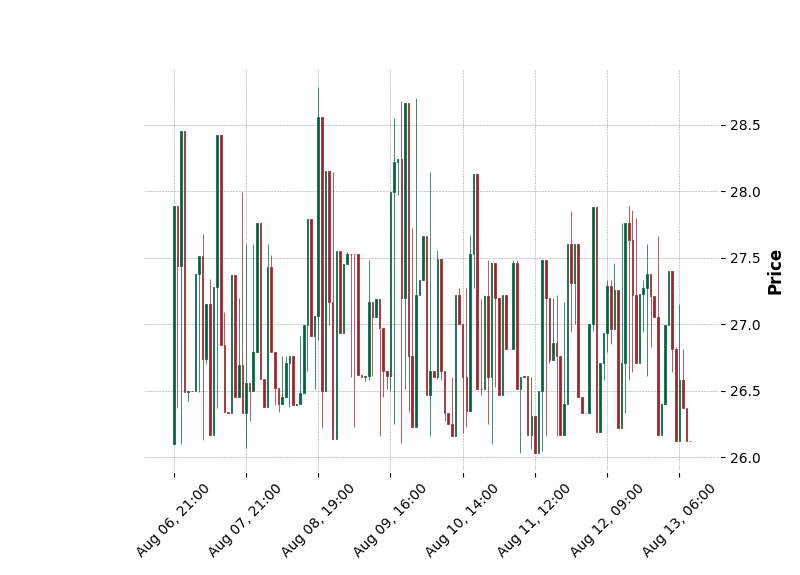 28.5
28.0
27.5
27.0
26.5
26.0
Price
Aug 06, 21:00
Aug 07, 21:00
Aug 08, 19:00
Aug 09, 16:00
Aug 10, 14:00
Aug 11, 12:00
Aug 12, 09:00
Aug 13, 06:00